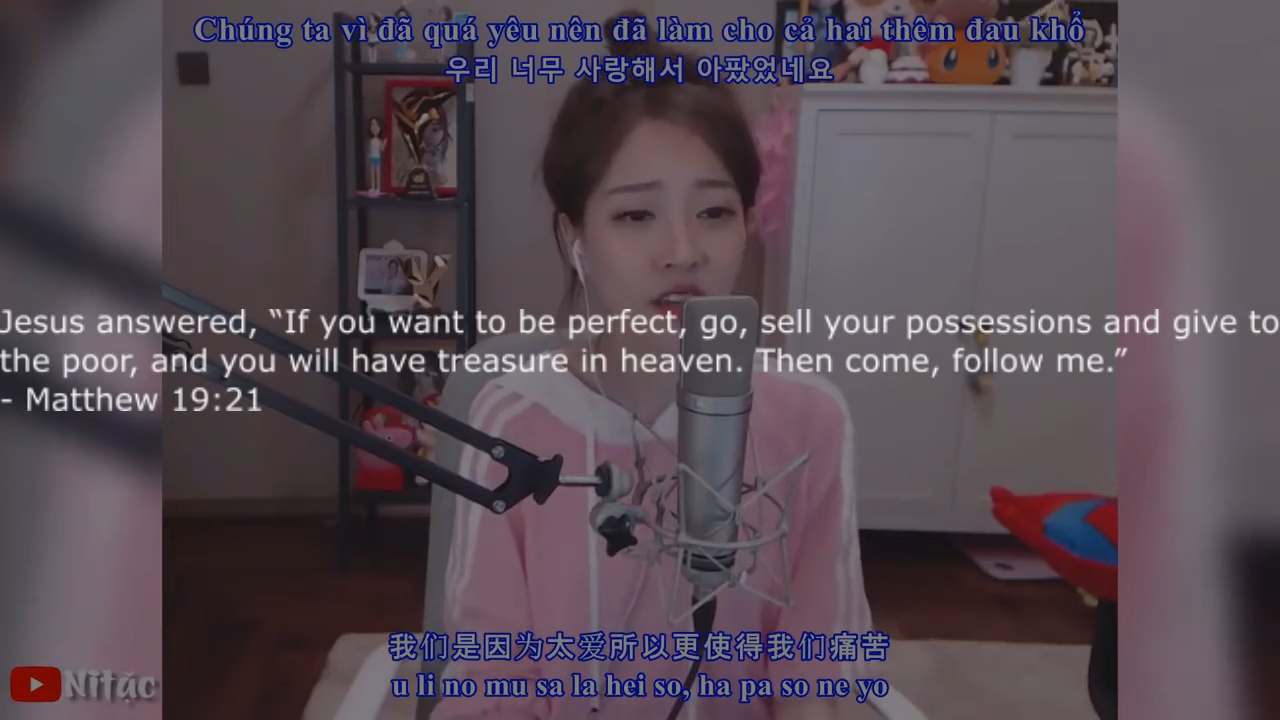 Chúng ta vì đã quá yêu nên đã làm cho cả hai thêm đau khổ
우리 너무 사랑해서 아팠었네요
Jesus answered, “If you want to be perfect, go, sell your possessions and give to
the poor, and you will have treasure in heaven. Then come, follow me.”
- Matthew 19:21
我们是因为太爱所以更使得我们痛苦
u li no mu sa la hei so, ha pa so ne yo
Nitặc